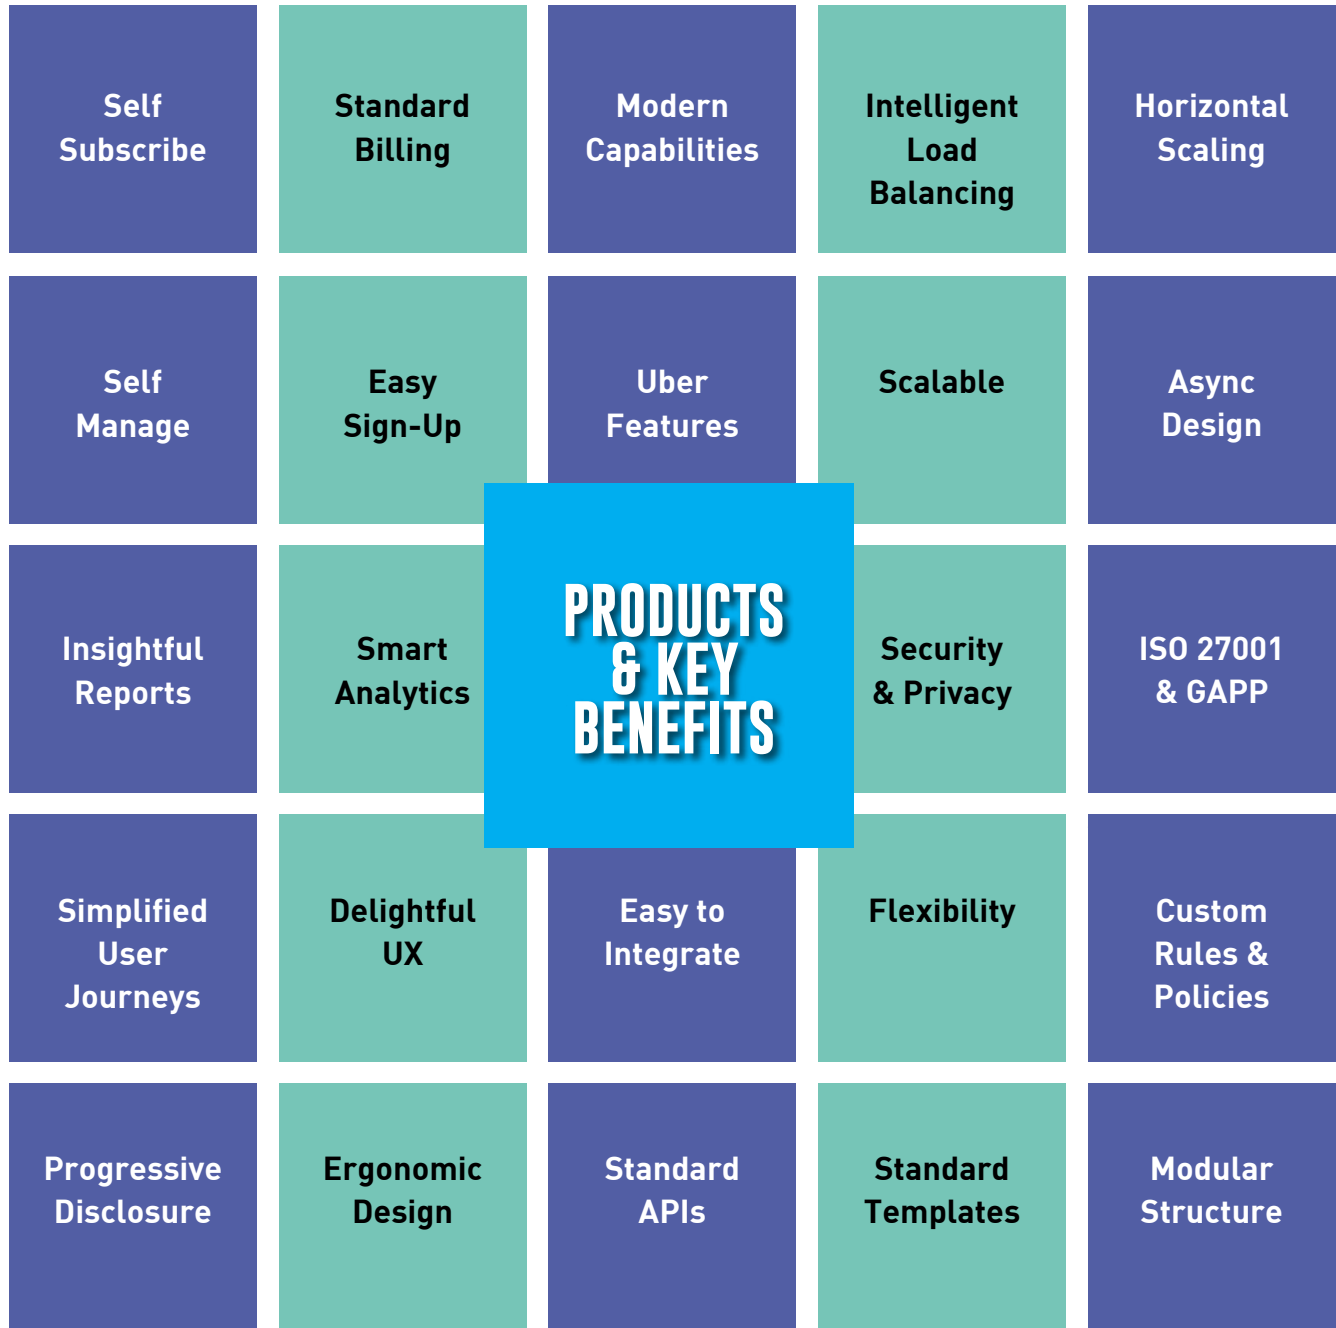 Self
Subscribe
Standard
Billing
Modern
Capabilities
Intelligent
Load
Balancing
Horizontal
Scaling
Self
Manage
Easy
Sign-Up
Uber
Features
Scalable
Async
Design
Insightful
Reports
Smart
Analytics
PRODUCTS
& KEY
BENEFITS
Security
& Privacy
ISO 27001
& GAPP
Simplified
User
Journeys
Delightful
UX
Easy to
Integrate
Flexibility
Custom
Rules &
Policies
Progressive
Disclosure
Ergonomic
Design
Standard
APIs
Standard
Templates
Modular
Structure